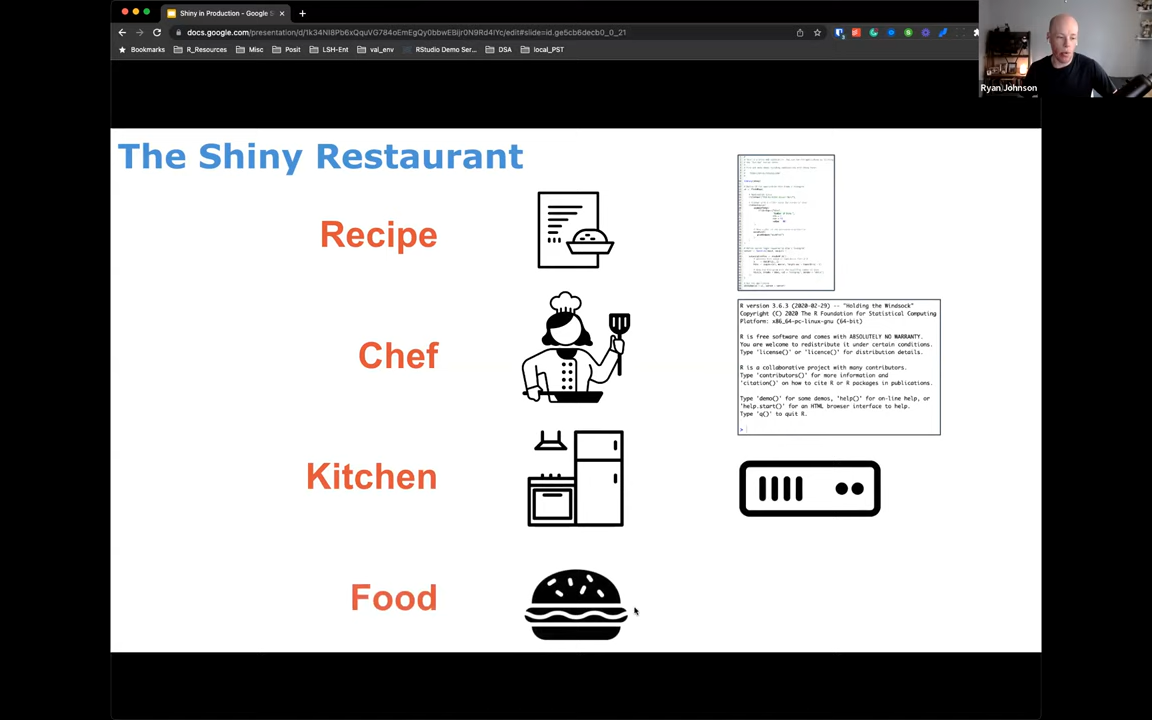 Shiny in Production - Google S
docs.google.com/presentation/d/1k34NI8Pb6xQquVG784oEmEgQy0bbwEBijr0N9Rd4IYc/edit#slide=id.ge5cb6decb0_0_21
Bookmarks R_Resources Misc Posit LSH-Ent val_env RStudio Demo Ser... DSA local_PST
Ryan Johnson
The Shiny Restaurant
Recipe
R version 3.6.3 (2020-02-29) -- "Holding the Windsock"
Copyright (C) 2020 The R Foundation for Statistical Computing
Platform: x86_64-pc-linux-gnu (64-bit)
R is free software and comes with ABSOLUTELY NO WARRANTY.
You are welcome to redistribute it under certain conditions.
Type 'license()' or 'licence()' for distribution details.
R is a collaborative project with many contributors.
Type 'contributors()' for more information and
'citation()' on how to cite R or R packages in publications.
Type 'demo()' for some demos, 'help()' for on-line help, or
'help.start()' for an HTML browser interface to help.
Type 'q()' to quit R.
>
Chef
Kitchen
Food